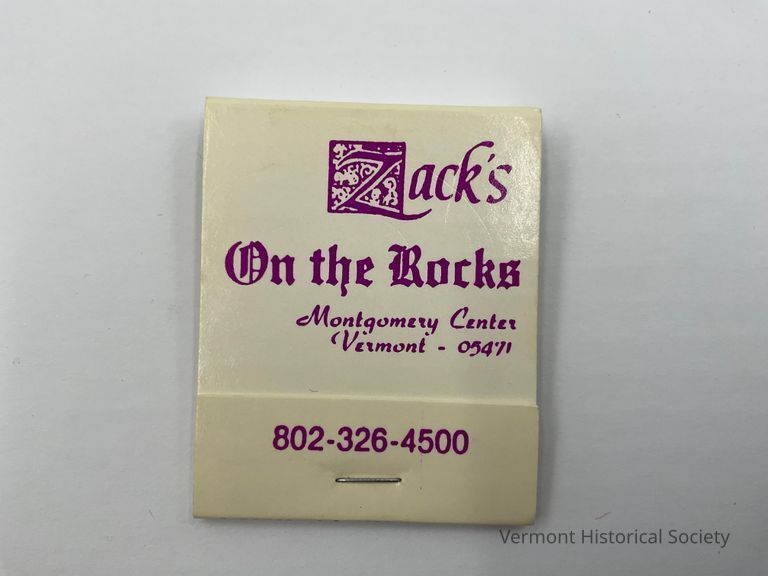 Zack's
On the Rocks
Montgomery Center
Vermont - 05471
802-326-4500
Vermont Historical Society